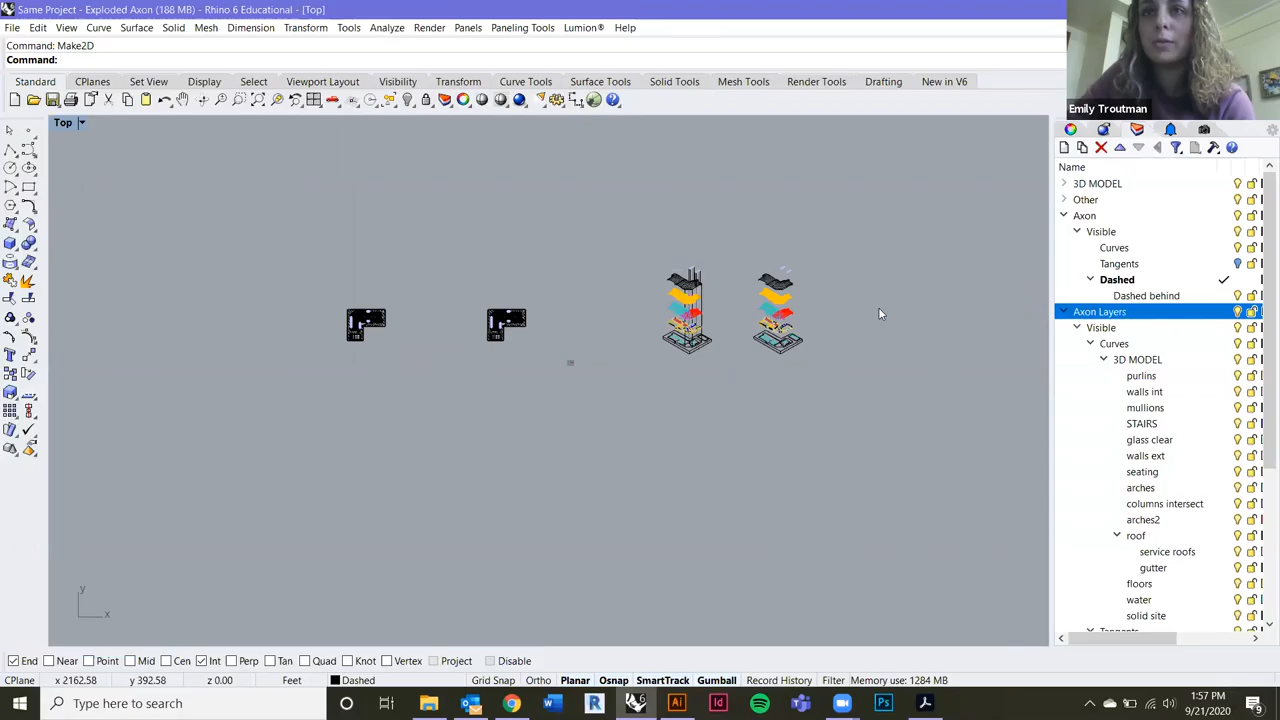 Same Project - Exploded Axon (188 MB) - Rhino 6 Educational - [Top]
File Edit View Curve Surface Solid Mesh Dimension Transform Tools Analyze Render Panels Paneling Tools Lumion® Help
Command: Make2D
Command:
Standard CPlanes Set View Display Select Viewport Layout Visibility Transform Curve Tools Surface Tools Solid Tools Mesh Tools Render Tools Drafting New in V6
Emily Troutman
Top
Name
3D MODEL
Other
Axon
Visible
Curves
Tangents
Dashed
Dashed behind
Axon Layers
Visible
Curves
3D MODEL
purlins
walls int
mullions
STAIRS
glass clear
walls ext
seating
arches
columns intersect
arches2
roof
service roofs
gutter
floors
water
solid site
Tangents
y
x
End Near Point Mid Cen Int Perp Tan Quad Knot Vertex Project Disable
CPlane x 2162.58 y 392.58 z 0.00 Feet Dashed Grid Snap Ortho Planar Osnap SmartTrack Gumball Record History Filter Memory use: 1284 MB
Type here to search
1:57 PM
9/21/2020